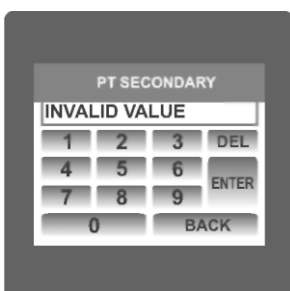 PT SECONDARY
INVALID VALUE
1 2 3 DEL
4 5 6
ENTER
7 8 9
0 BACK